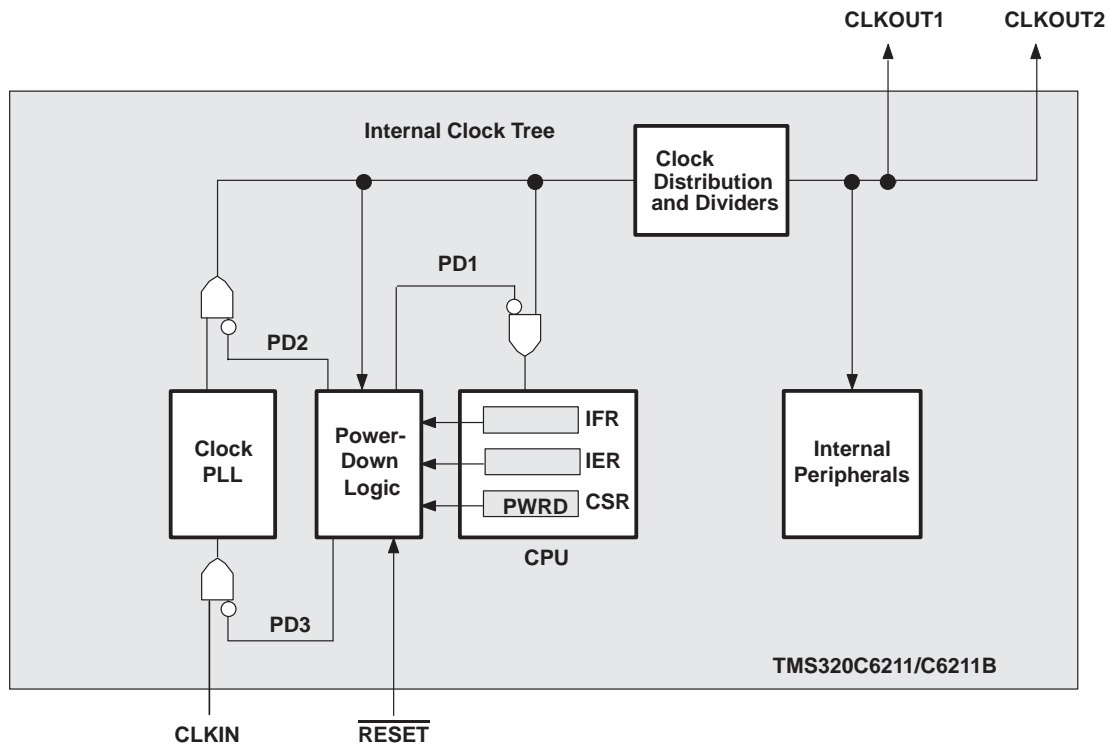 CLKOUT1
CLKOUT2
Internal Clock Tree
Clock
Distribution
and Dividers
PD1
PD2
Clock
PLL
Power-
Down
Logic
IFR
IER
PWRD
CSR
CPU
Internal
Peripherals
PD3
TMS320C6211/C6211B
CLKIN
RESET